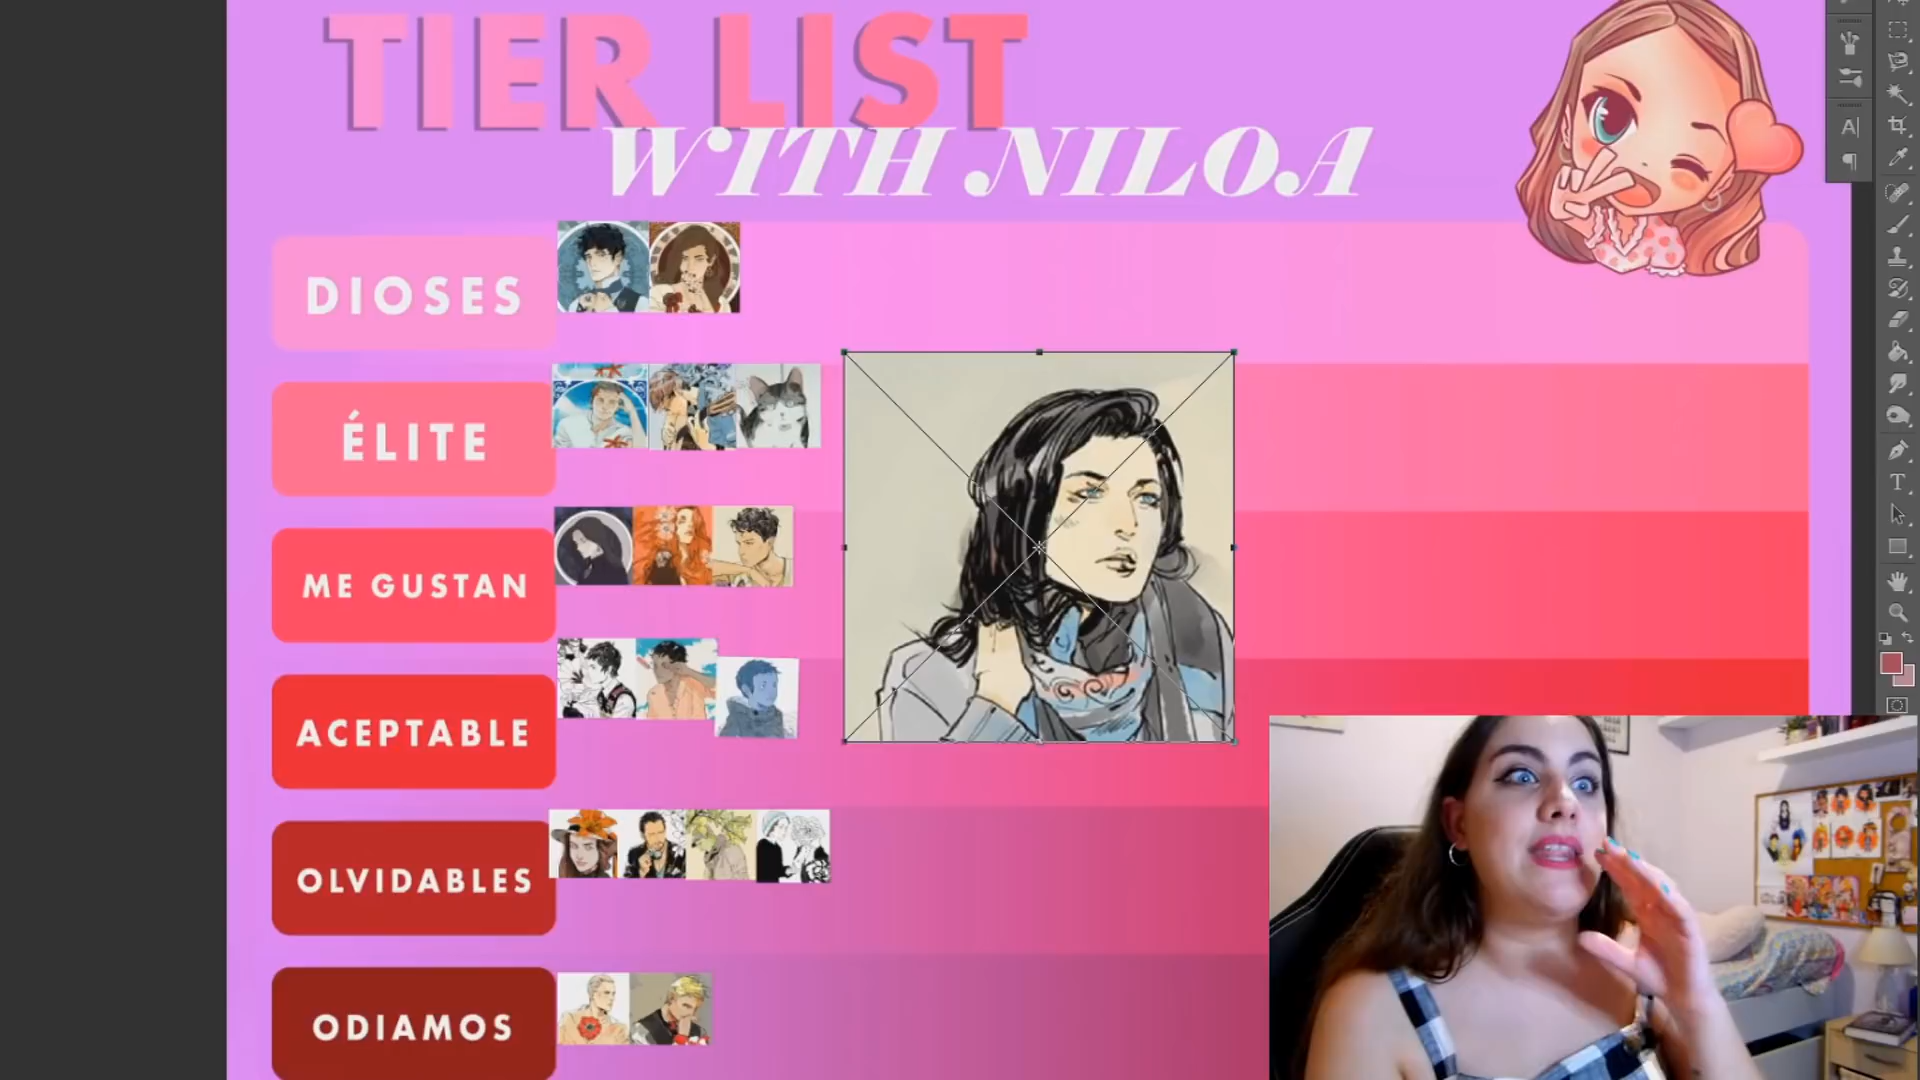 TIER LIST
WITH NILOA
DIOSES
ÉLITE
ME GUSTAN
ACEPTABLE
OLVIDABLES
ODIAMOS